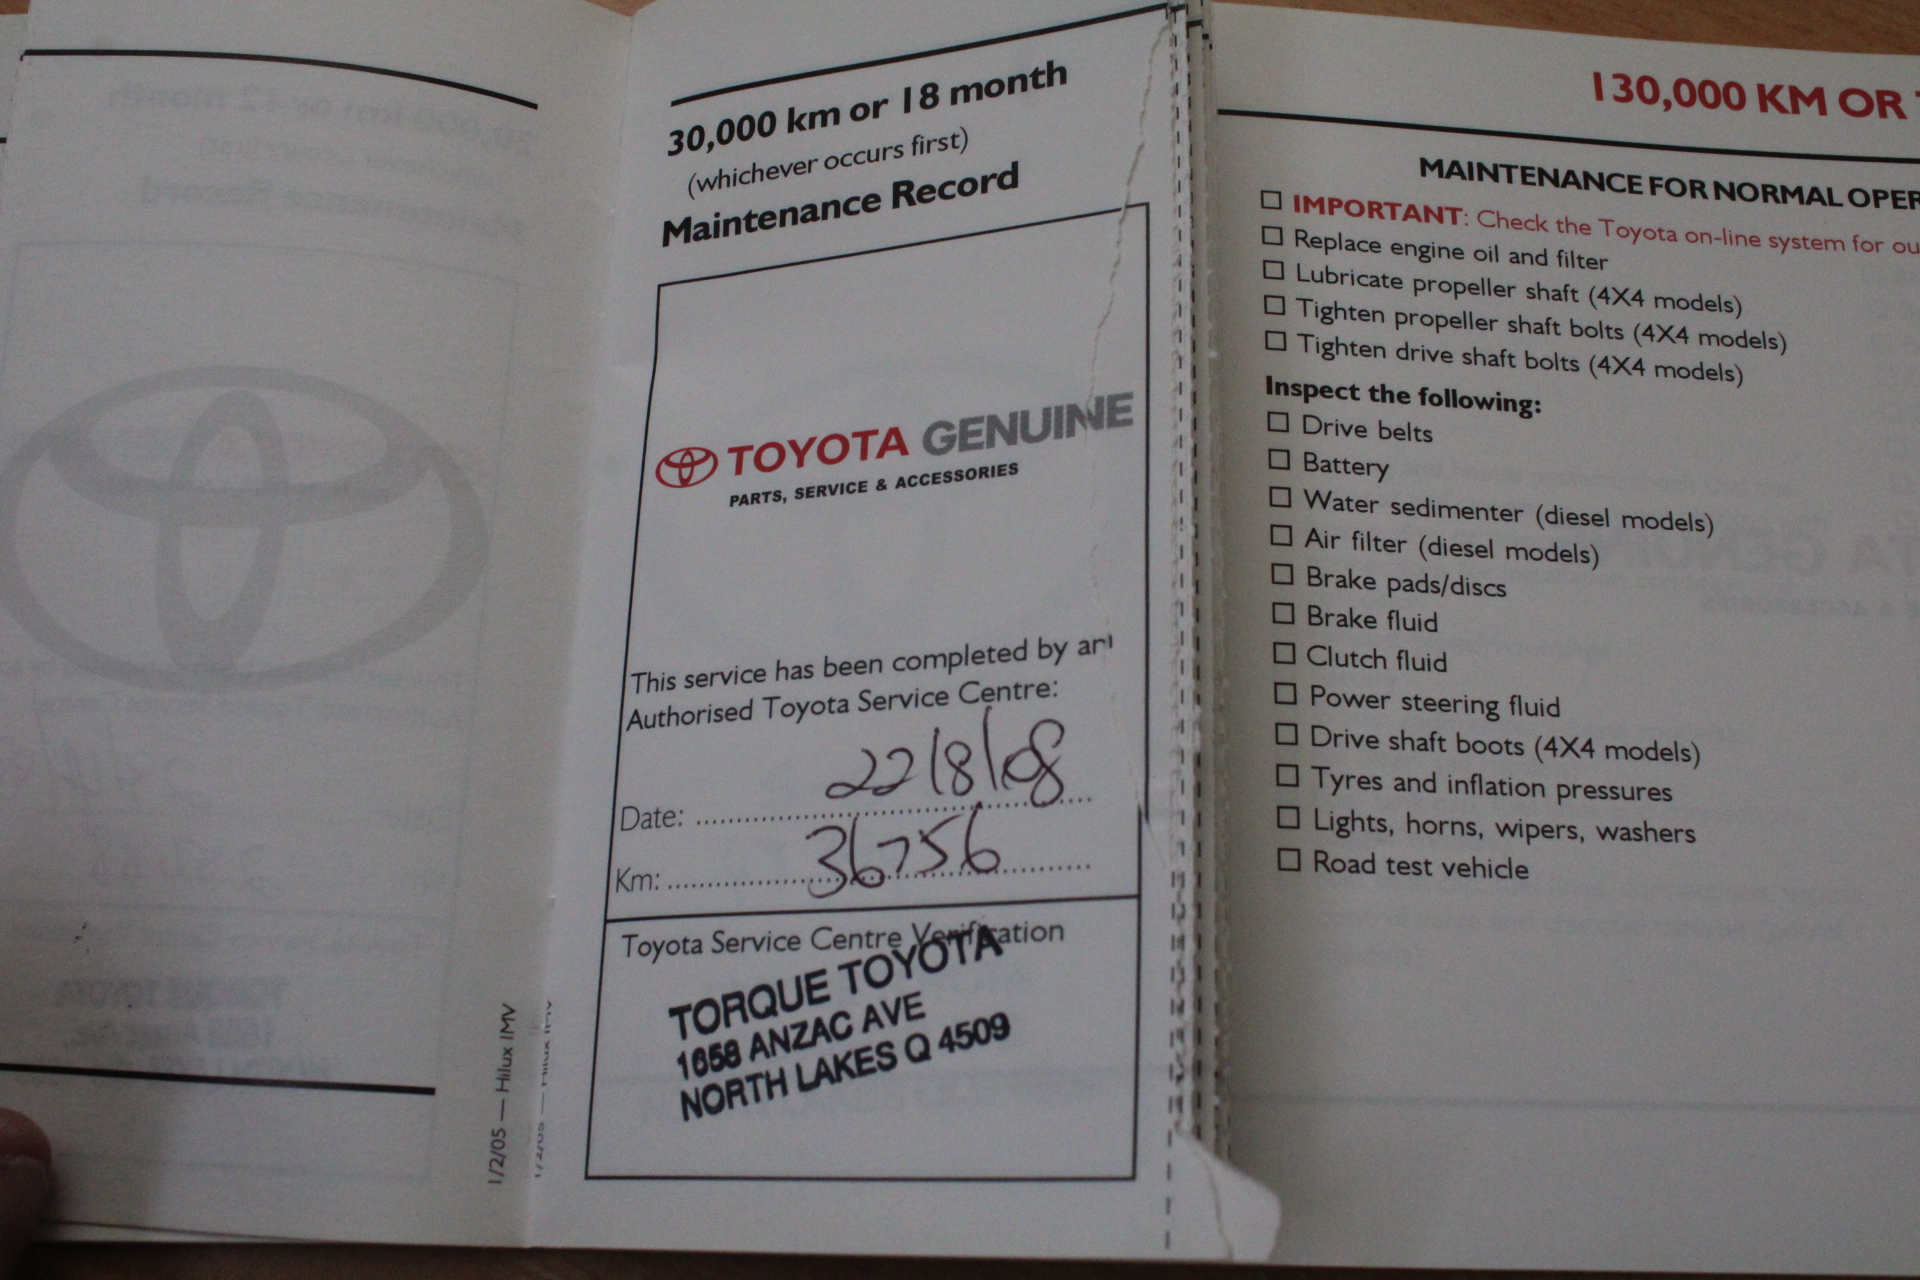 30,000 km or 18 month
(whichever occurs first)
Maintenance Record
TOYOTA GENUINE
PARTS, SERVICE & ACCESSORIES
This service has been completed by an
Authorised Toyota Service Centre:
Date: 22/8/08
Km: 36756
Toyota Service Centre Verification
TORQUE TOYOTA
1658 ANZAC AVE
NORTH LAKES Q 4509
1/2/05 — Hilux IMV
130,000 KM OR
MAINTENANCE FOR NORMAL OPER
☐ IMPORTANT: Check the Toyota on-line system for ou
☐ Replace engine oil and filter
☐ Lubricate propeller shaft (4X4 models)
☐ Tighten propeller shaft bolts (4X4 models)
☐ Tighten drive shaft bolts (4X4 models)
Inspect the following:
☐ Drive belts
☐ Battery
☐ Water sedimenter (diesel models)
☐ Air filter (diesel models)
☐ Brake pads/discs
☐ Brake fluid
☐ Clutch fluid
☐ Power steering fluid
☐ Drive shaft boots (4X4 models)
☐ Tyres and inflation pressures
☐ Lights, horns, wipers, washers
☐ Road test vehicle